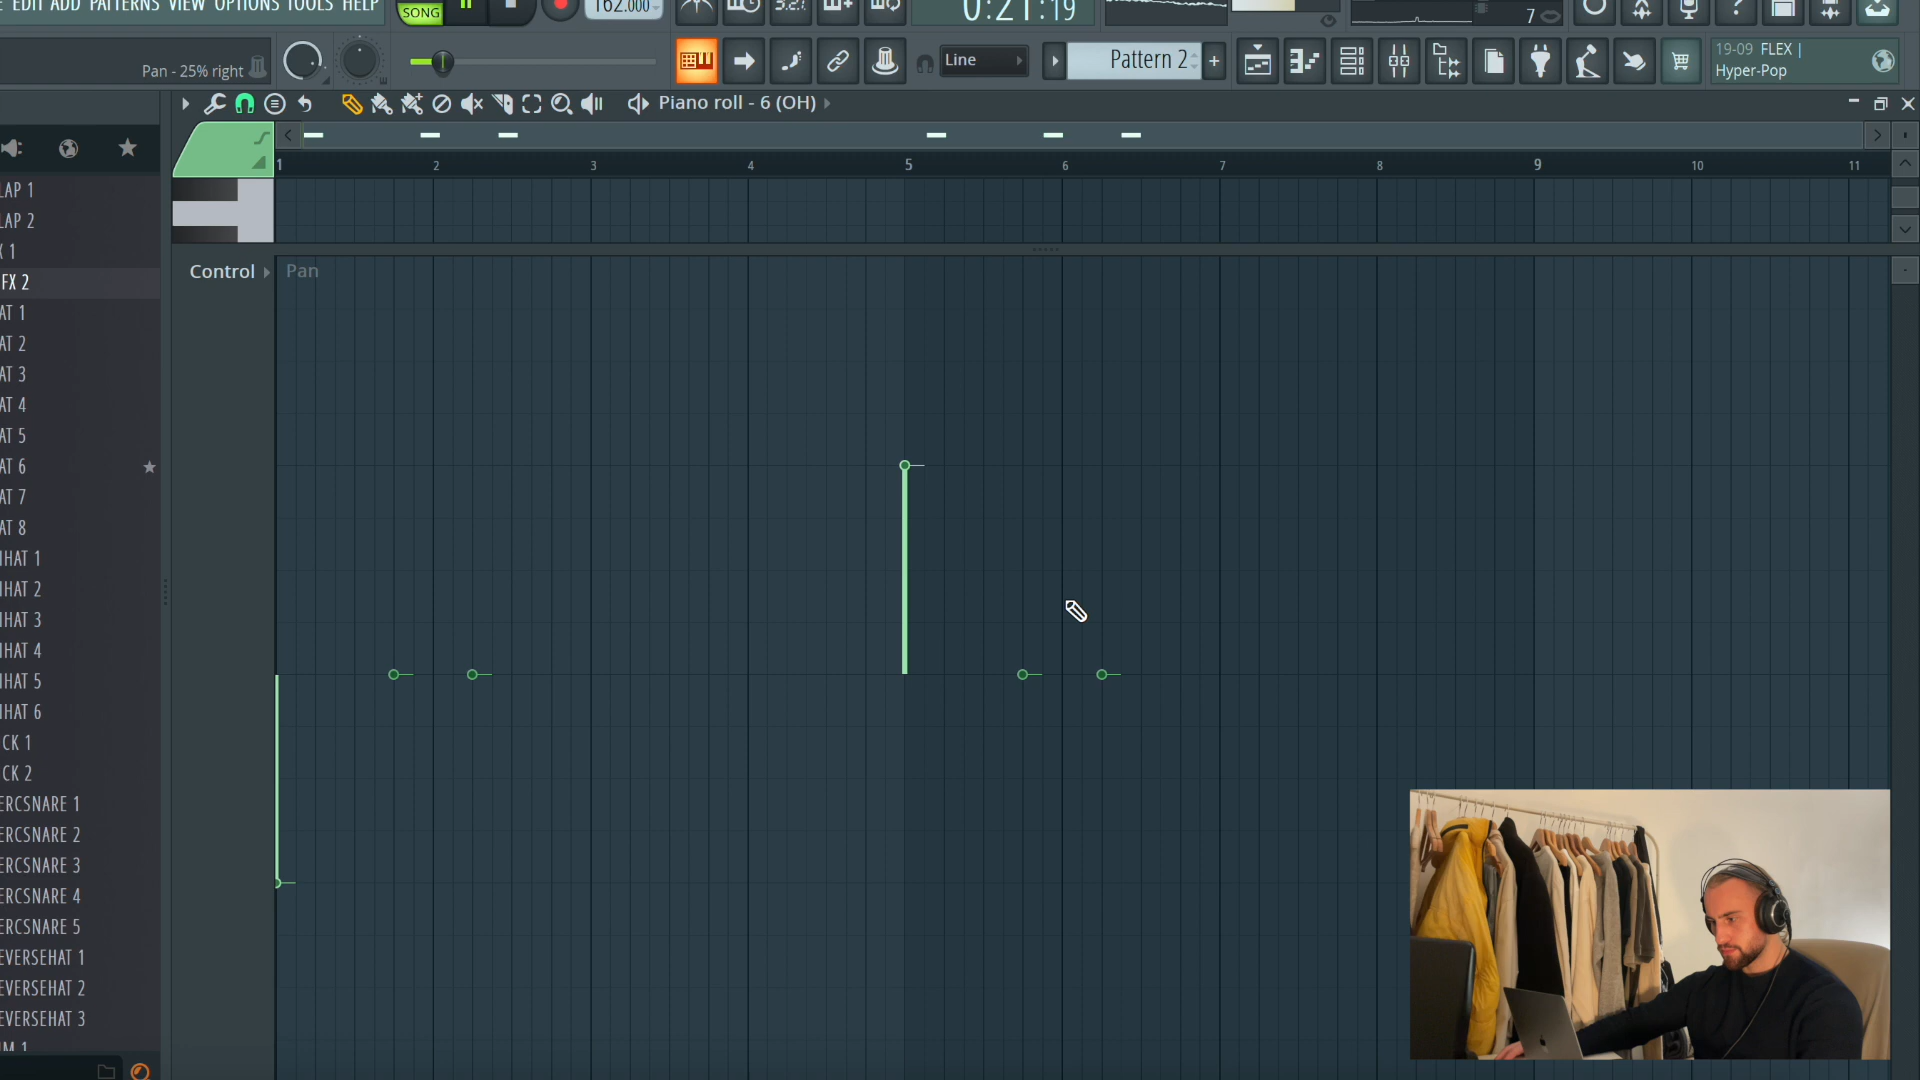 EDIT ADD PATTERNS VIEW OPTIONS TOOLS HELP
SONG
162.000
3.2.1
0:21:19
7
Pan - 25% right
Line
Pattern 2
+
19-09 FLEX |
Hyper-Pop
Piano roll - 6 (OH)
1 2 3 4 5 6 7 8 9 10 11
Control
Pan
LAP 1
LAP 2
X 1
FX 2
AT 1
AT 2
AT 3
AT 4
AT 5
AT 6
AT 7
AT 8
HAT 1
HAT 2
HAT 3
HAT 4
HAT 5
HAT 6
CK 1
CK 2
ERCSNARE 1
ERCSNARE 2
ERCSNARE 3
ERCSNARE 4
ERCSNARE 5
EVERSEHAT 1
EVERSEHAT 2
EVERSEHAT 3